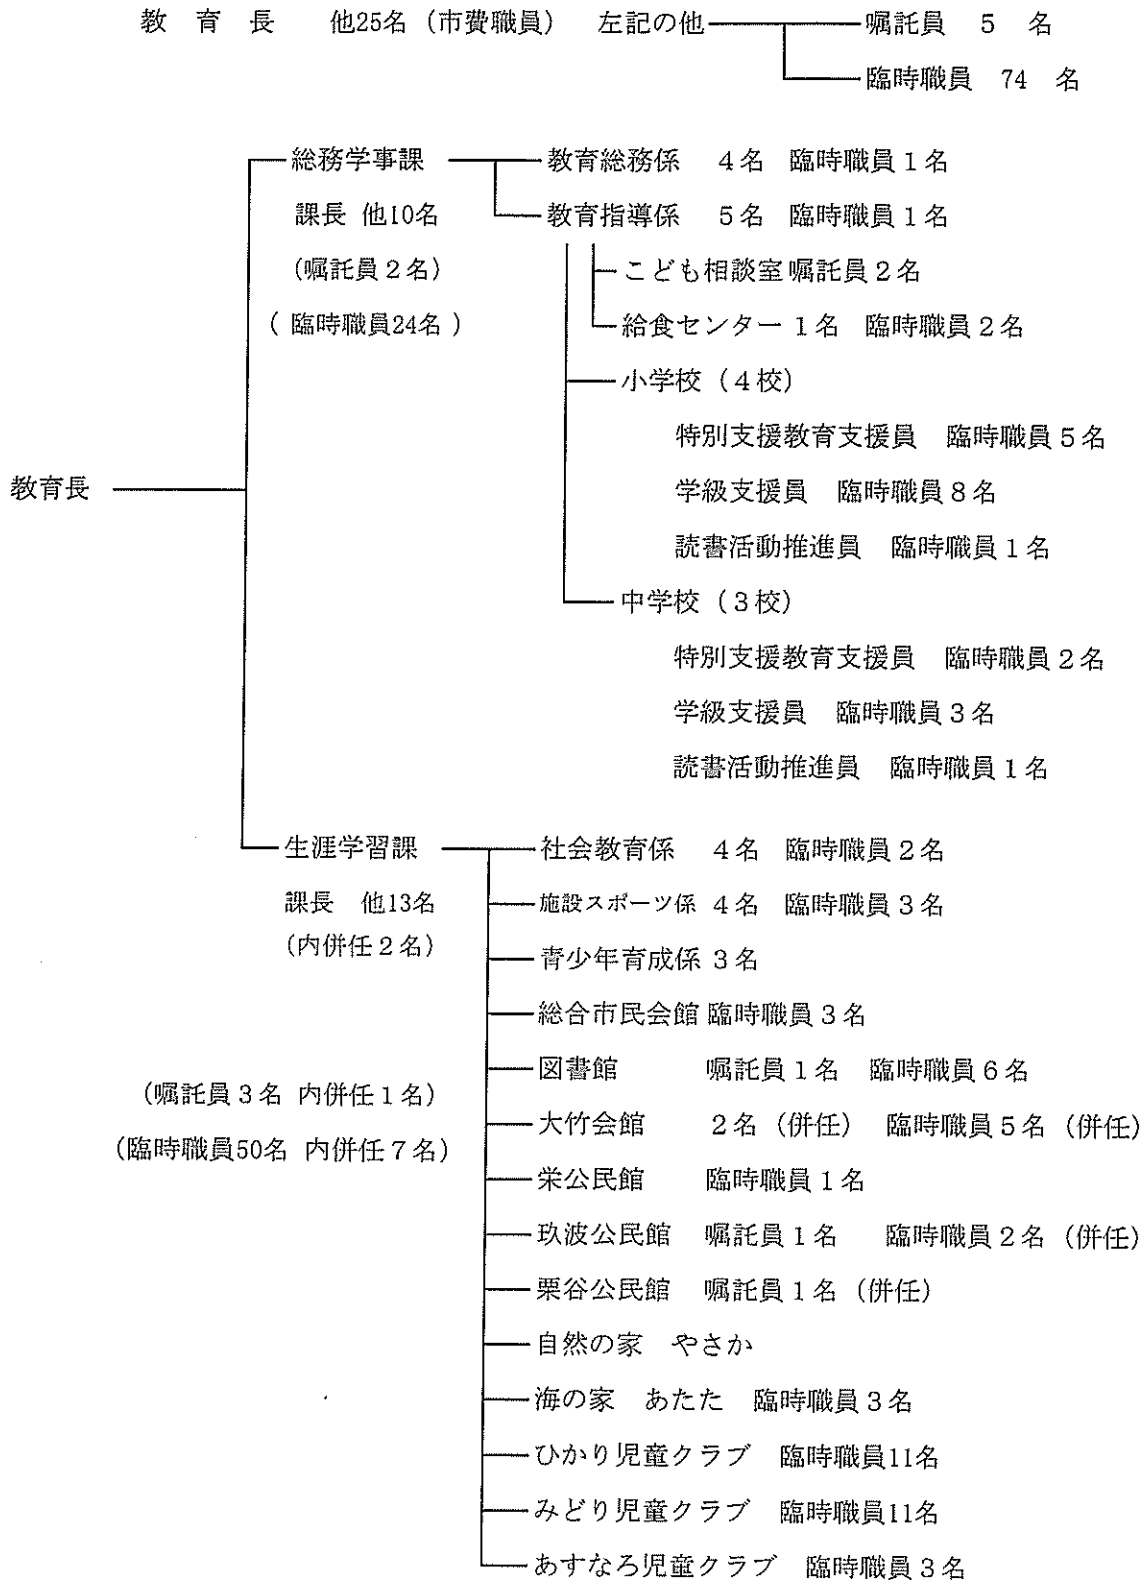 教　育　長　　他25名（市費職員）　左記の他　嘱託員　５　名
臨時職員　74　名
総務学事課　教育総務係　４名　臨時職員１名
課長 他10名　教育指導係　５名　臨時職員１名
（嘱託員２名）　こども相談室 嘱託員２名
（ 臨時職員24名 ）　給食センター １名　臨時職員２名
小学校（４校）
特別支援教育支援員　臨時職員５名
教育長　学級支援員　臨時職員８名
読書活動推進員　臨時職員１名
中学校（３校）
特別支援教育支援員　臨時職員２名
学級支援員　臨時職員３名
読書活動推進員　臨時職員１名
生涯学習課　社会教育係　４名　臨時職員２名
課長　他13名　施設スポーツ係 ４名　臨時職員３名
（内併任２名）　青少年育成係 ３名
総合市民会館 臨時職員３名
図書館　嘱託員１名　臨時職員６名
（嘱託員３名 内併任１名）
大竹会館　２名（併任）　臨時職員５名（併任）
（臨時職員50名 内併任７名）
栄公民館　臨時職員１名
玖波公民館　嘱託員１名　臨時職員２名（併任）
栗谷公民館　嘱託員１名（併任）
自然の家　やさか
海の家　あたた　臨時職員３名
ひかり児童クラブ　臨時職員11名
みどり児童クラブ　臨時職員11名
あすなろ児童クラブ　臨時職員３名